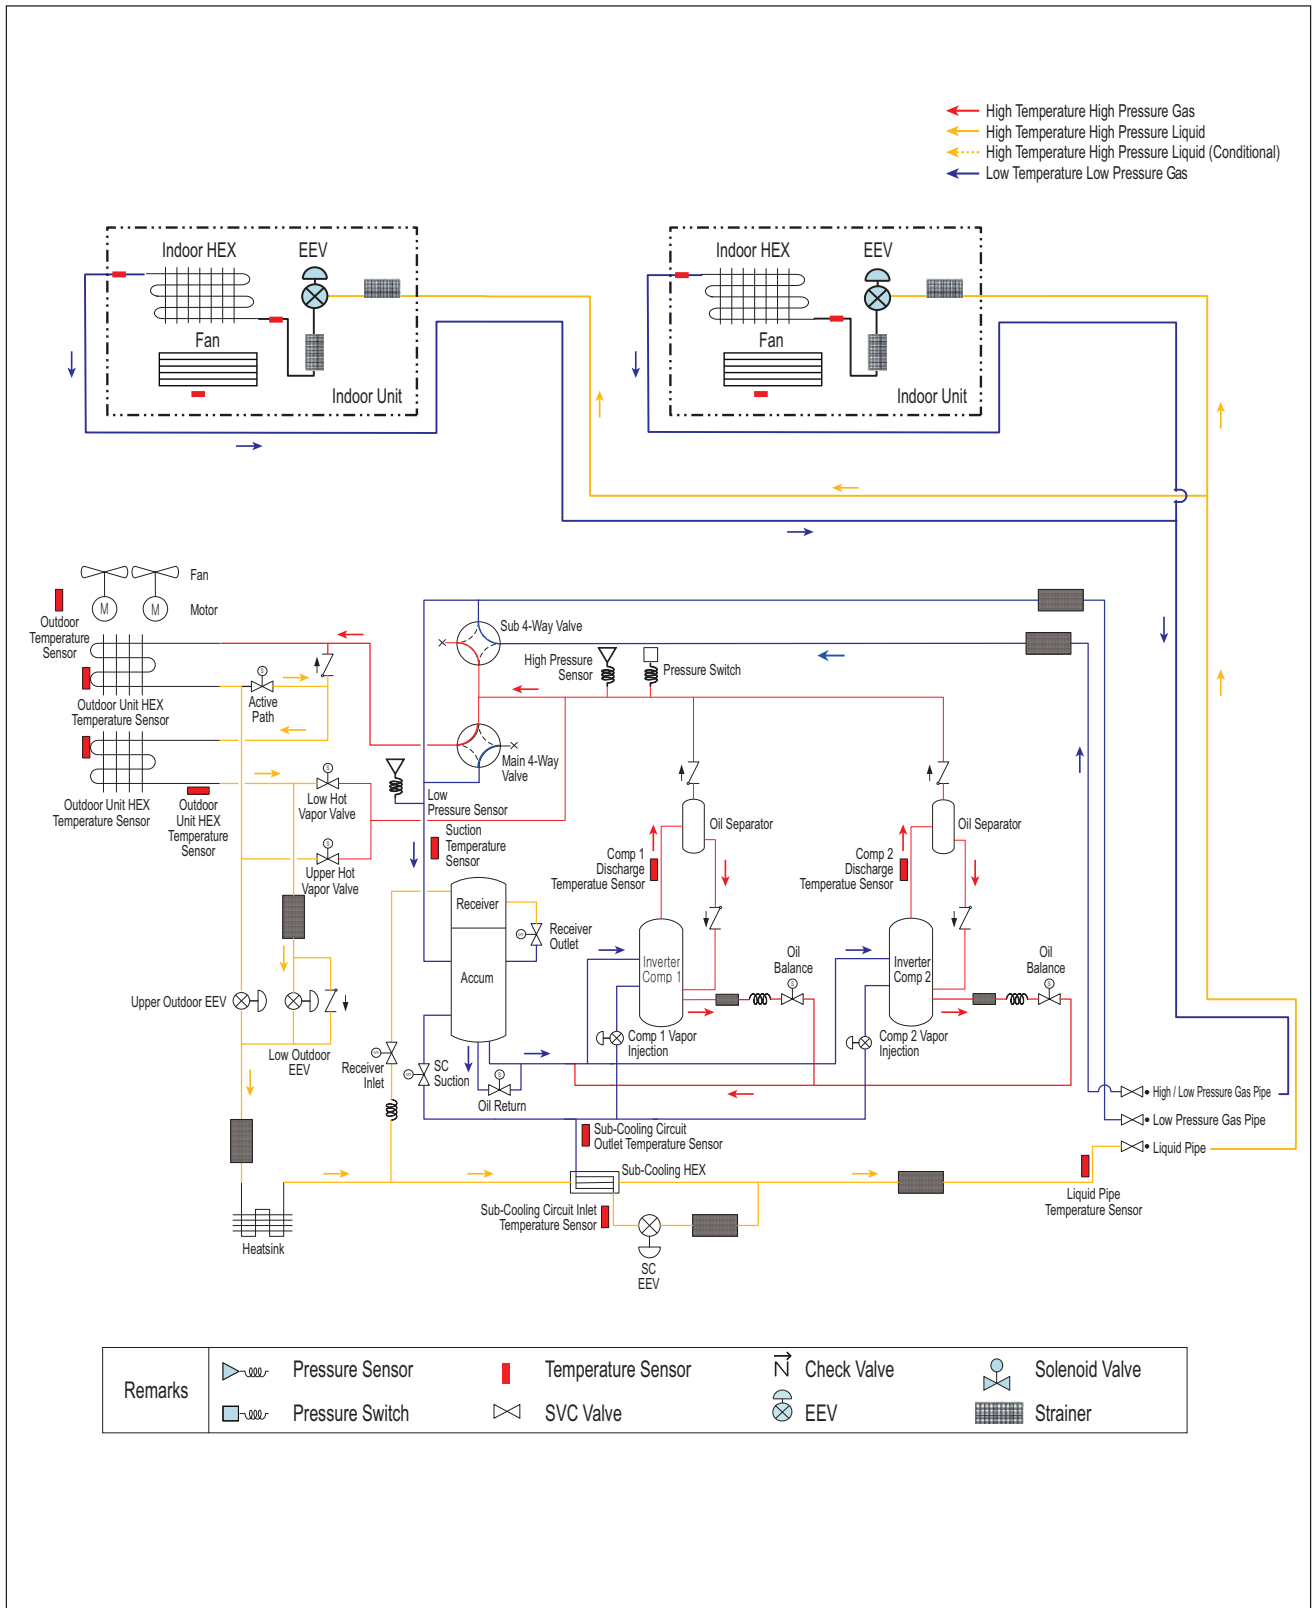 High Temperature High Pressure Gas
High Temperature High Pressure Liquid
High Temperature High Pressure Liquid (Conditional)
Low Temperature Low Pressure Gas
Indoor HEX
EEV
Fan
Indoor Unit
Indoor HEX
EEV
Fan
Indoor Unit
Fan
M
M
Motor
Outdoor
Temperature
Sensor
Sub 4-Way Valve
High Pressure
Sensor
Pressure Switch
S
Active
Path
Outdoor Unit HEX
Temperature Sensor
Main 4-Way
Valve
S
Low Hot
Vapor Valve
Outdoor Unit HEX
Temperature Sensor
Outdoor
Unit HEX
Temperature
Sensor
Low
Pressure Sensor
Suction
Temperature
Sensor
S
Upper Hot
Vapor Valve
Oil Separator
Oil Separator
Comp 1
Discharge
Temperatue Sensor
Comp 2
Discharge
Temperatue Sensor
Receiver
S
Receiver
Outlet
Accum
Inverter
Comp 1
Oil
Balance
S
Inverter
Comp 2
Oil
Balance
S
Upper Outdoor EEV
Low Outdoor
EEV
S
Receiver
Inlet
S
SC
Suction
S
Oil Return
Comp 1 Vapor
Injection
Comp 2 Vapor
Injection
High / Low Pressure Gas Pipe
Low Pressure Gas Pipe
Liquid Pipe
Sub-Cooling Circuit
Outlet Temperature Sensor
Sub-Cooling HEX
Liquid Pipe
Temperature Sensor
Sub-Cooling Circuit Inlet
Temperature Sensor
Heatsink
SC
EEV
Remarks
Pressure Sensor
Temperature Sensor
Check Valve
Solenoid Valve
Pressure Switch
SVC Valve
EEV
Strainer